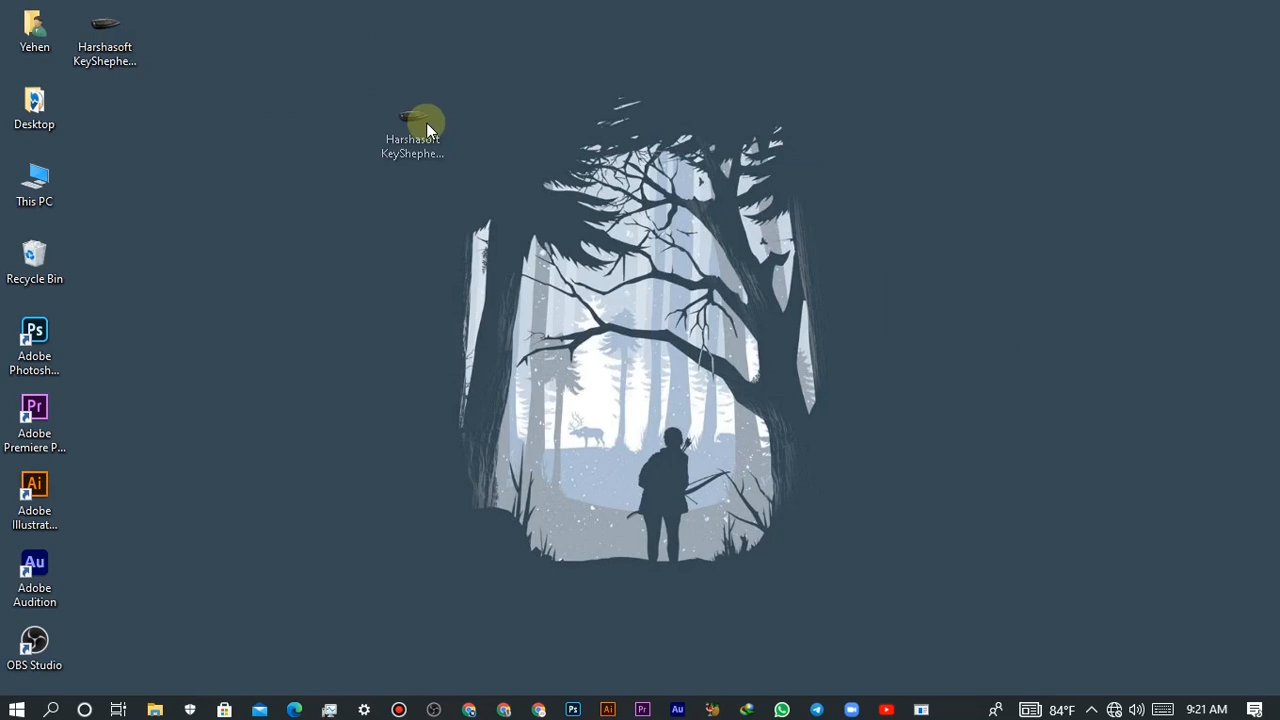 Yehen
Harshasoft
KeyShephe...
Harshasoft
KeyShephe...
Desktop
This PC
Recycle Bin
Ps
Adobe
Photosh...
Pr
Adobe
Premiere P...
Ai
Adobe
Illustrat...
Au
Adobe
Audition
OBS Studio
Ps
Ai
Pr
Au
84°F
9:21 AM